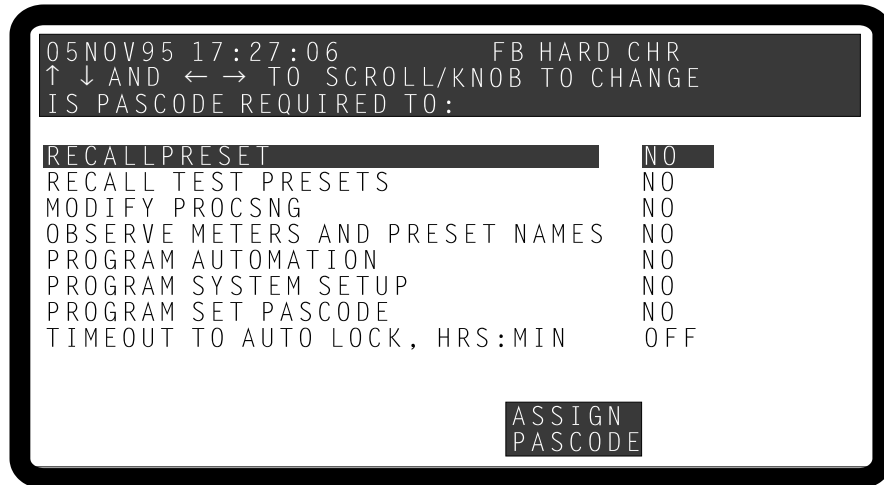 05NOV95 17:27:06 FB HARD CHR
↑ ↓ AND ← → TO SCROLL/KNOB TO CHANGE
IS PASCODE REQUIRED TO:
RECALLPRESET NO
RECALL TEST PRESETS NO
MODIFY PROCSNG NO
OBSERVE METERS AND PRESET NAMES NO
PROGRAM AUTOMATION NO
PROGRAM SYSTEM SETUP NO
PROGRAM SET PASCODE NO
TIMEOUT TO AUTO LOCK, HRS:MIN OFF
ASSIGN
PASCODE